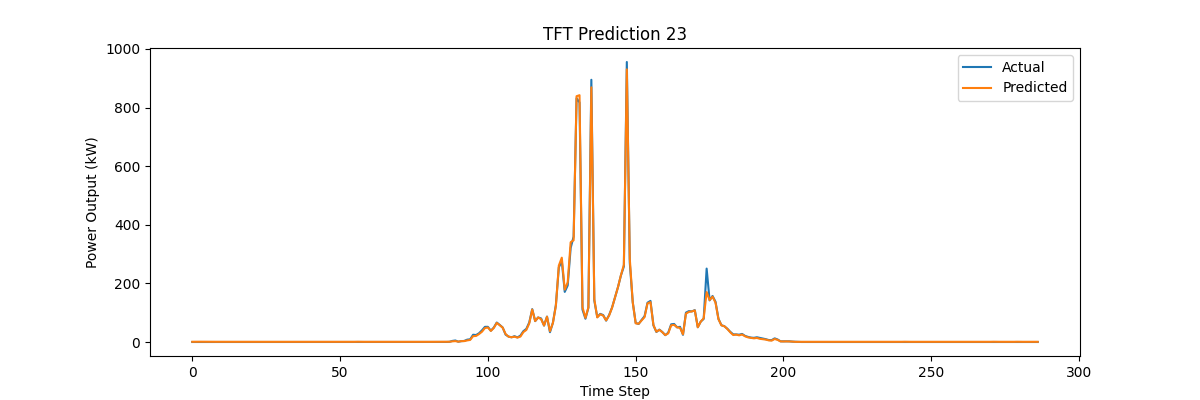 TFT Prediction 23
Actual
Predicted
Power Output (kW)
1000
800
600
400
200
0
0 50 100 150 200 250 300
Time Step